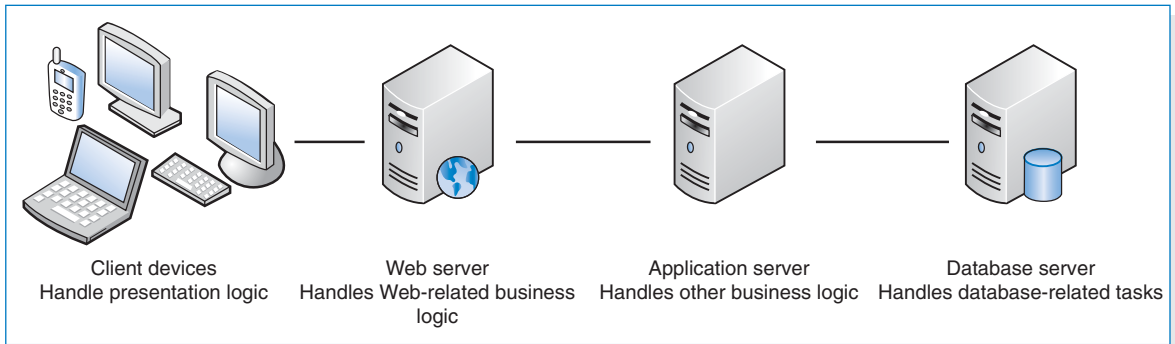 Client devices
Handle presentation logic
Web server
Handles Web-related business
logic
Application server
Handles other business logic
Database server
Handles database-related tasks